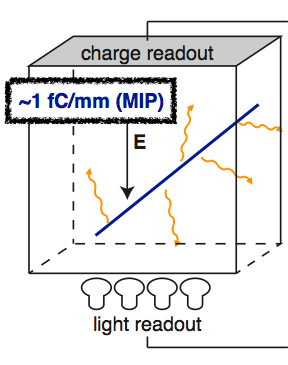 charge readout
~1 fC/mm (MIP)
E
light readout